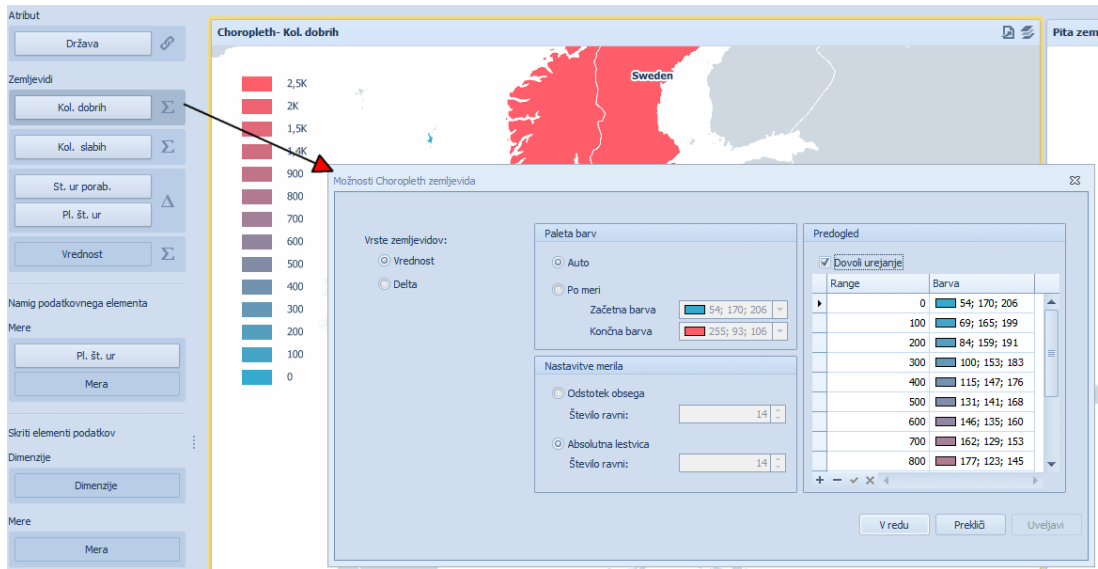 Atribut
Država
Zemljevidi
Kol. dobrih
Kol. slabih
Št. ur porab.
Pl. št. ur
Vrednost
Namig podatkovnega elementa
Mere
Pl. št. ur
Mera
Skriti elementi podatkov
Dimenzije
Dimenzije
Mere
Mera
Choropleth- Kol. dobrih
Pita zem
2,5K
2K
1,5K
1,4K
900
800
700
600
500
400
300
200
100
0
Sweden
Možnosti Choropleth zemljevida
Vrste zemljevidov:
Vrednost
Delta
Paleta barv
Auto
Po meri
Začetna barva 54; 170; 206
Končna barva 255; 93; 106
Nastavitve merila
Odstotek obsega
Število ravni: 14
Absolutna lestvica
Število ravni: 14
Predogled
Dovoli urejanje
Range Barva
0 54; 170; 206
100 69; 165; 199
200 84; 159; 191
300 100; 153; 183
400 115; 147; 176
500 131; 141; 168
600 146; 135; 160
700 162; 129; 153
800 177; 123; 145
V redu Prekliči Uveljavi